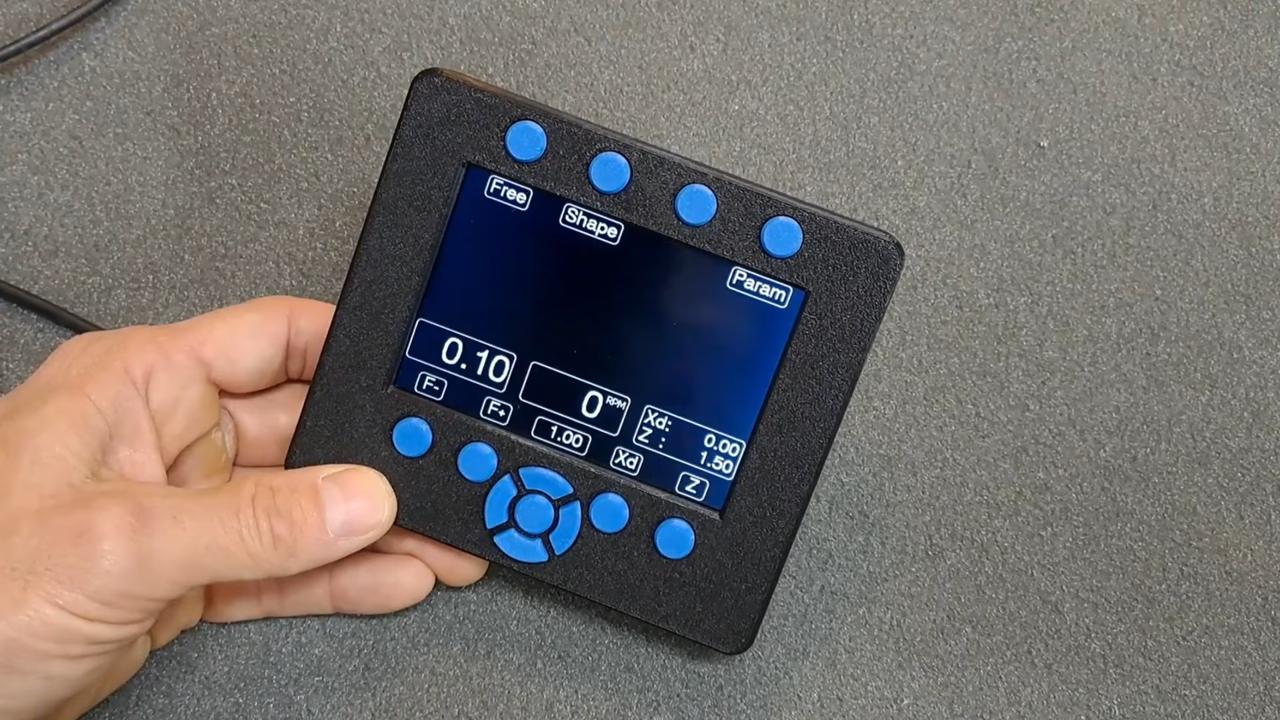 Free
Shape
Param
0.10
0 RPM
Xd: 0.00
Z : 1.50
F-
F+
1.00
Xd
Z